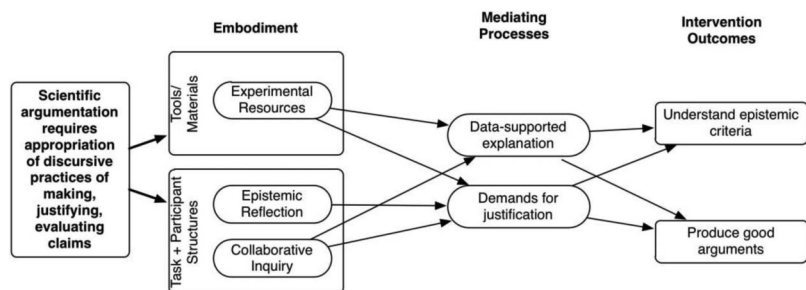 Embodiment
Mediating
Processes
Intervention
Outcomes
Scientific
argumentation
requires
appropriation
of discursive
practices of
making,
justifying,
evaluating
claims
Tools/
Materials
Experimental
Resources
Task + Participant
Structures
Epistemic
Reflection
Collaborative
Inquiry
Data-supported
explanation
Demands for
justification
Understand epistemic
criteria
Produce good
arguments